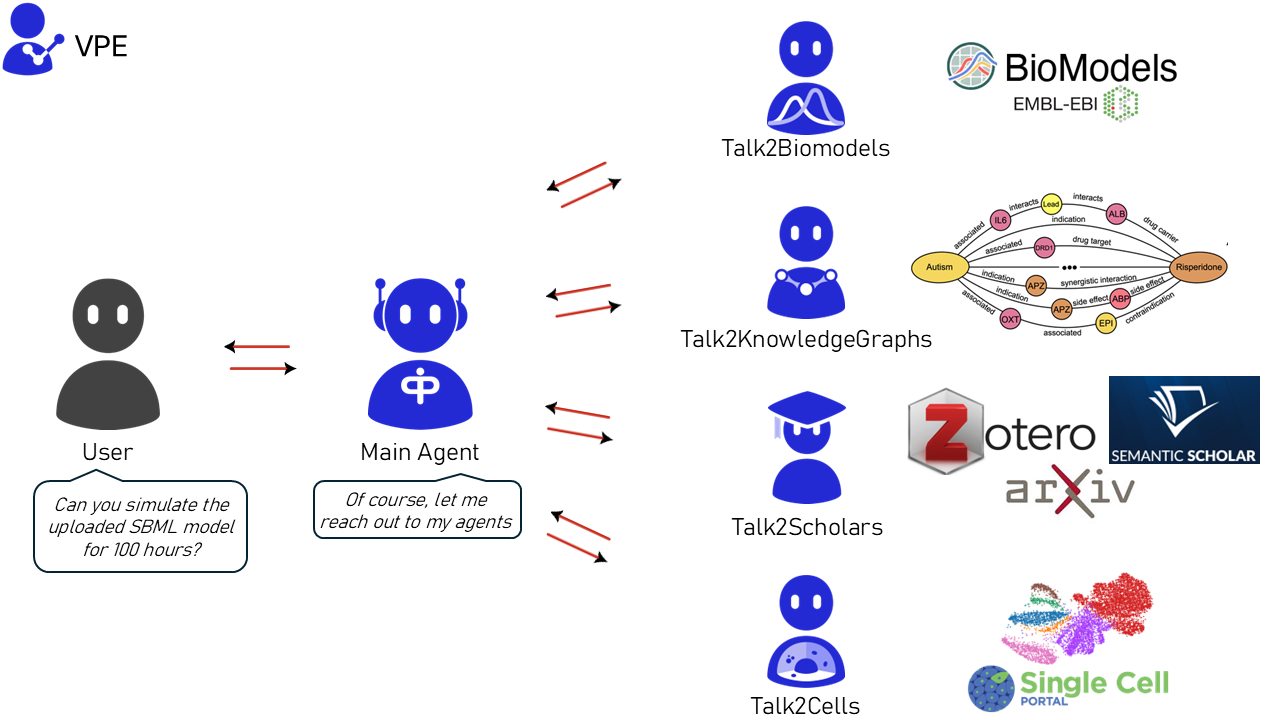 VPE
Talk2Biomodels
BioModels
EMBL-EBI
Talk2KnowledgeGraphs
associated
IL6
interacts
Lead
interacts
ALB
drug carrier
indication
associated
DRD1
drug target
Autism
•••
Risperidone
indication
APZ
synergistic interaction
indication
APZ
side effect
ABP
side effect
associated
OXT
associated
EPI
contraindication
User
Can you simulate the
uploaded SBML model
for 100 hours?
Main Agent
Of course, let me
reach out to my agents
Talk2Scholars
Zotero
SEMANTIC SCHOLAR
arXiv
Talk2Cells
Single Cell
PORTAL